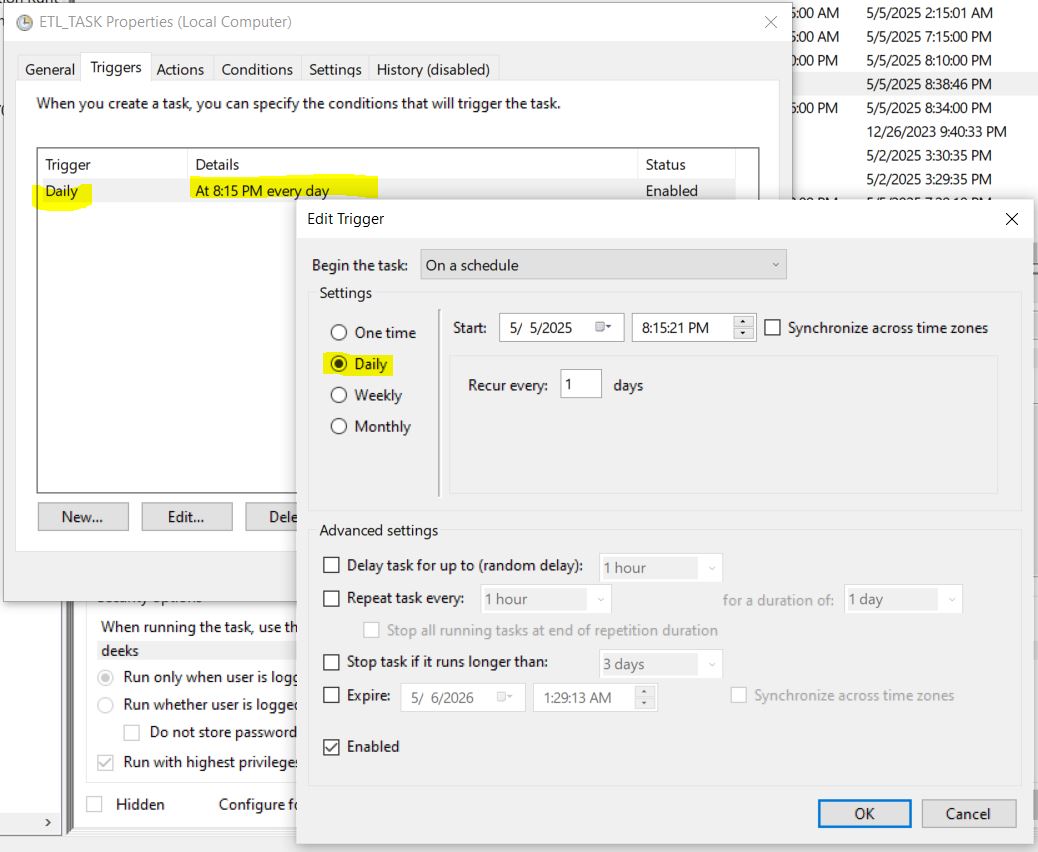 ETL_TASK Properties (Local Computer)
5:00 AM 5/5/2025 2:15:01 AM
5:00 AM 5/5/2025 7:15:00 PM
0:00 PM 5/5/2025 8:10:00 PM
5/5/2025 8:38:46 PM
5:00 PM 5/5/2025 8:34:00 PM
12/26/2023 9:40:33 PM
5/2/2025 3:30:35 PM
5/2/2025 3:29:35 PM
General Triggers Actions Conditions Settings History (disabled)
When you create a task, you can specify the conditions that will trigger the task.
Trigger Details Status
Daily At 8:15 PM every day Enabled
New... Edit... Dele
Edit Trigger
Begin the task: On a schedule
Settings
One time
Daily
Weekly
Monthly
Start: 5/ 5/2025 8:15:21 PM Synchronize across time zones
Recur every: 1 days
Advanced settings
Delay task for up to (random delay): 1 hour
Repeat task every: 1 hour for a duration of: 1 day
Stop all running tasks at end of repetition duration
Stop task if it runs longer than: 3 days
Expire: 5/ 6/2026 1:29:13 AM Synchronize across time zones
Enabled
OK Cancel
Security options
When running the task, use th
deeks
Run only when user is logg
Run whether user is logged
Do not store password
Run with highest privileges
Hidden Configure fo